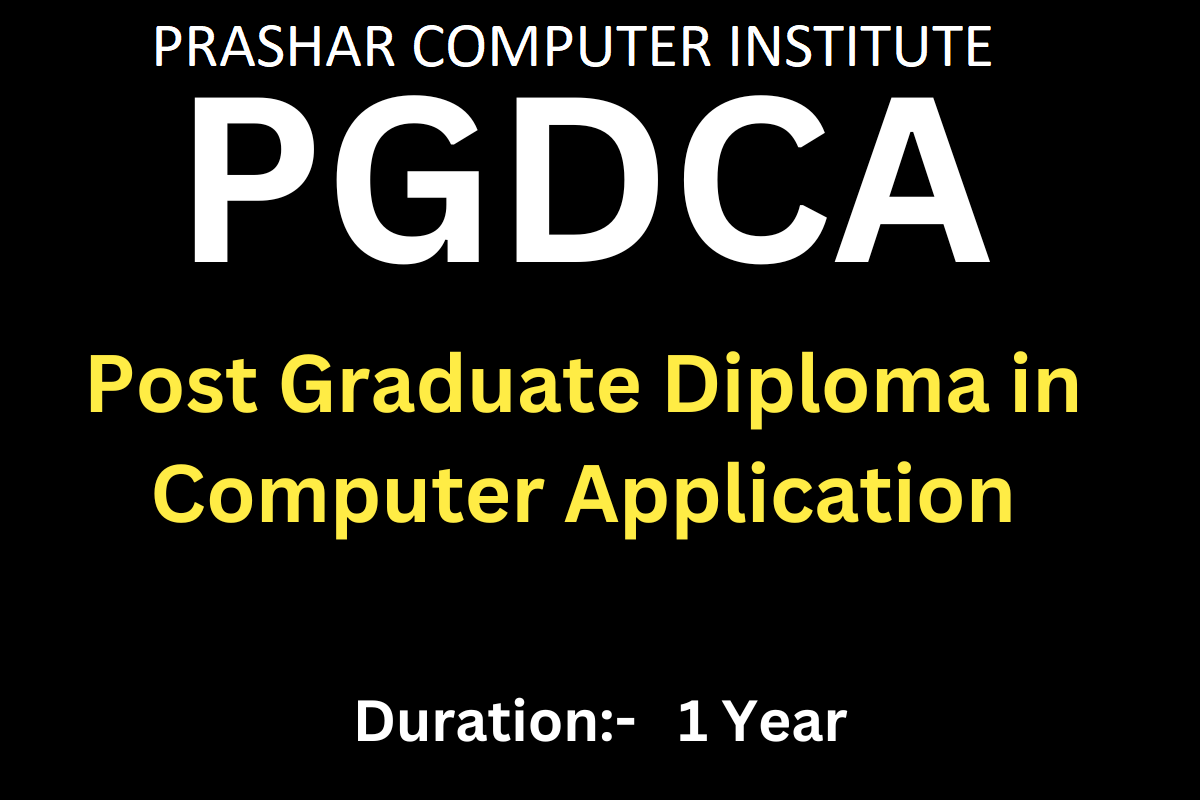 PRASHAR COMPUTER INSTITUTE
PGDCA
Post Graduate Diploma in
Computer Application
Duration:- 1 Year